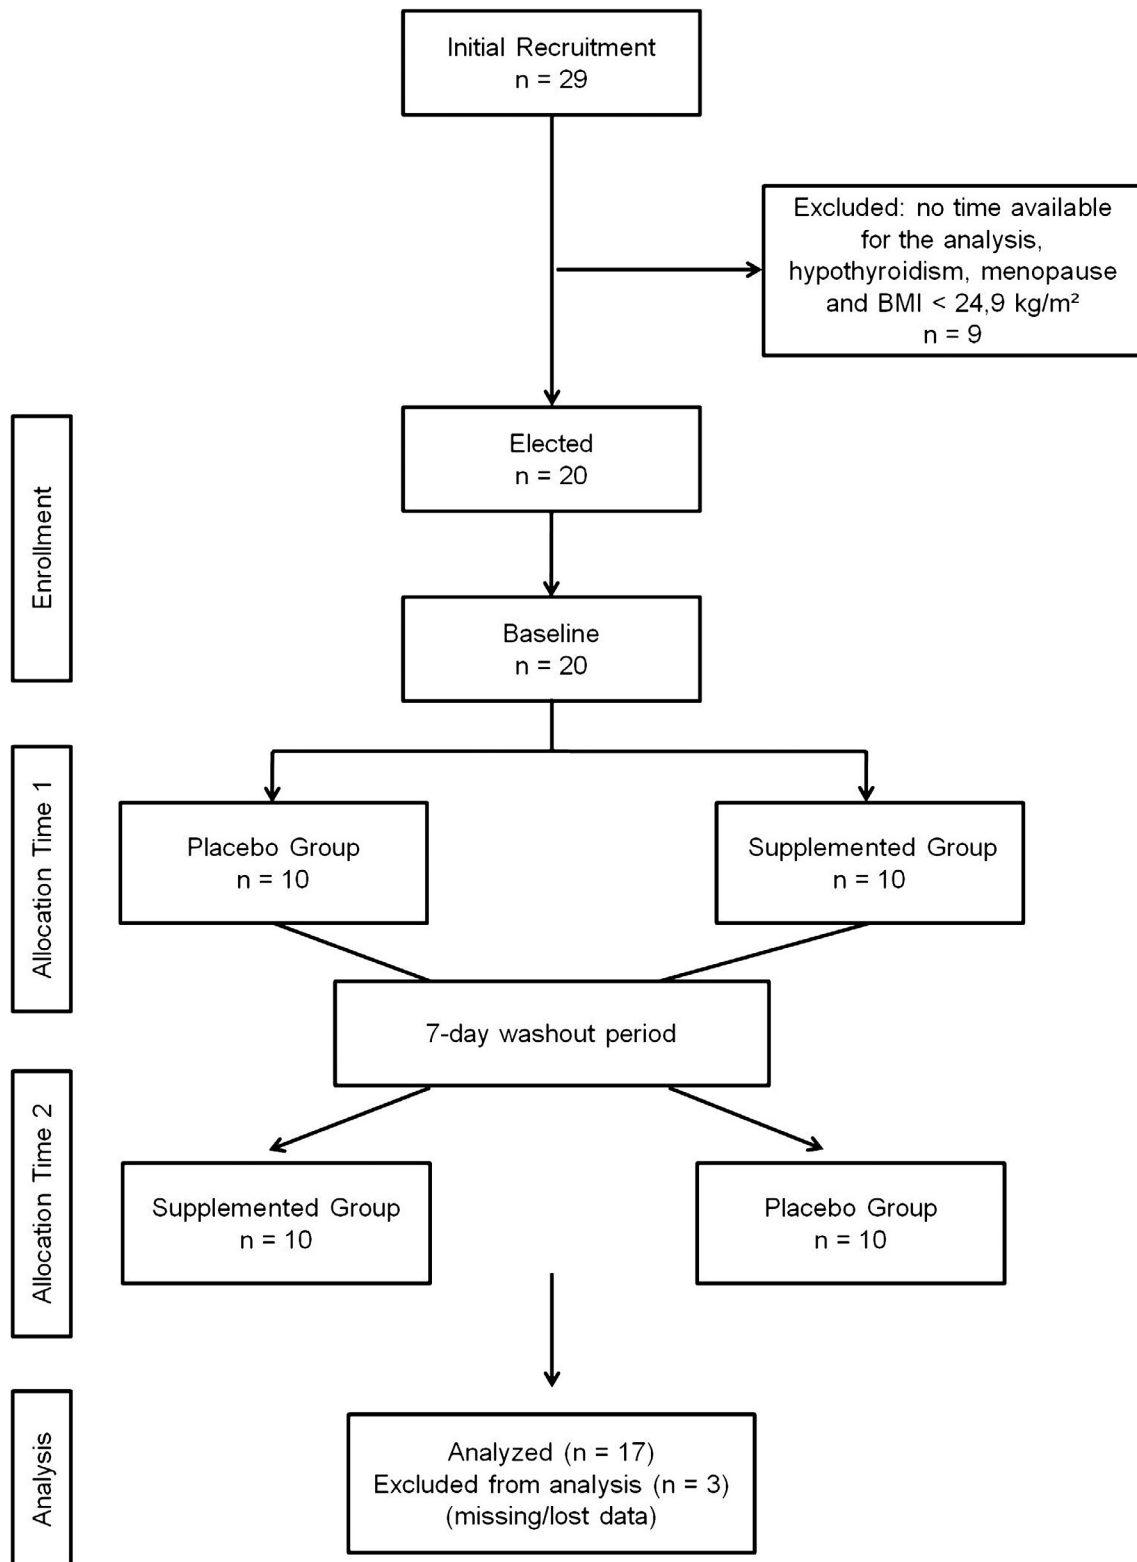 Initial Recruitment
n = 29
Excluded: no time available
for the analysis,
hypothyroidism, menopause
and BMI < 24,9 kg/m²
n = 9
Enrollment
Elected
n = 20
Baseline
n = 20
Allocation Time 1
Placebo Group
n = 10
Supplemented Group
n = 10
7-day washout period
Allocation Time 2
Supplemented Group
n = 10
Placebo Group
n = 10
Analysis
Analyzed (n = 17)
Excluded from analysis (n = 3)
(missing/lost data)